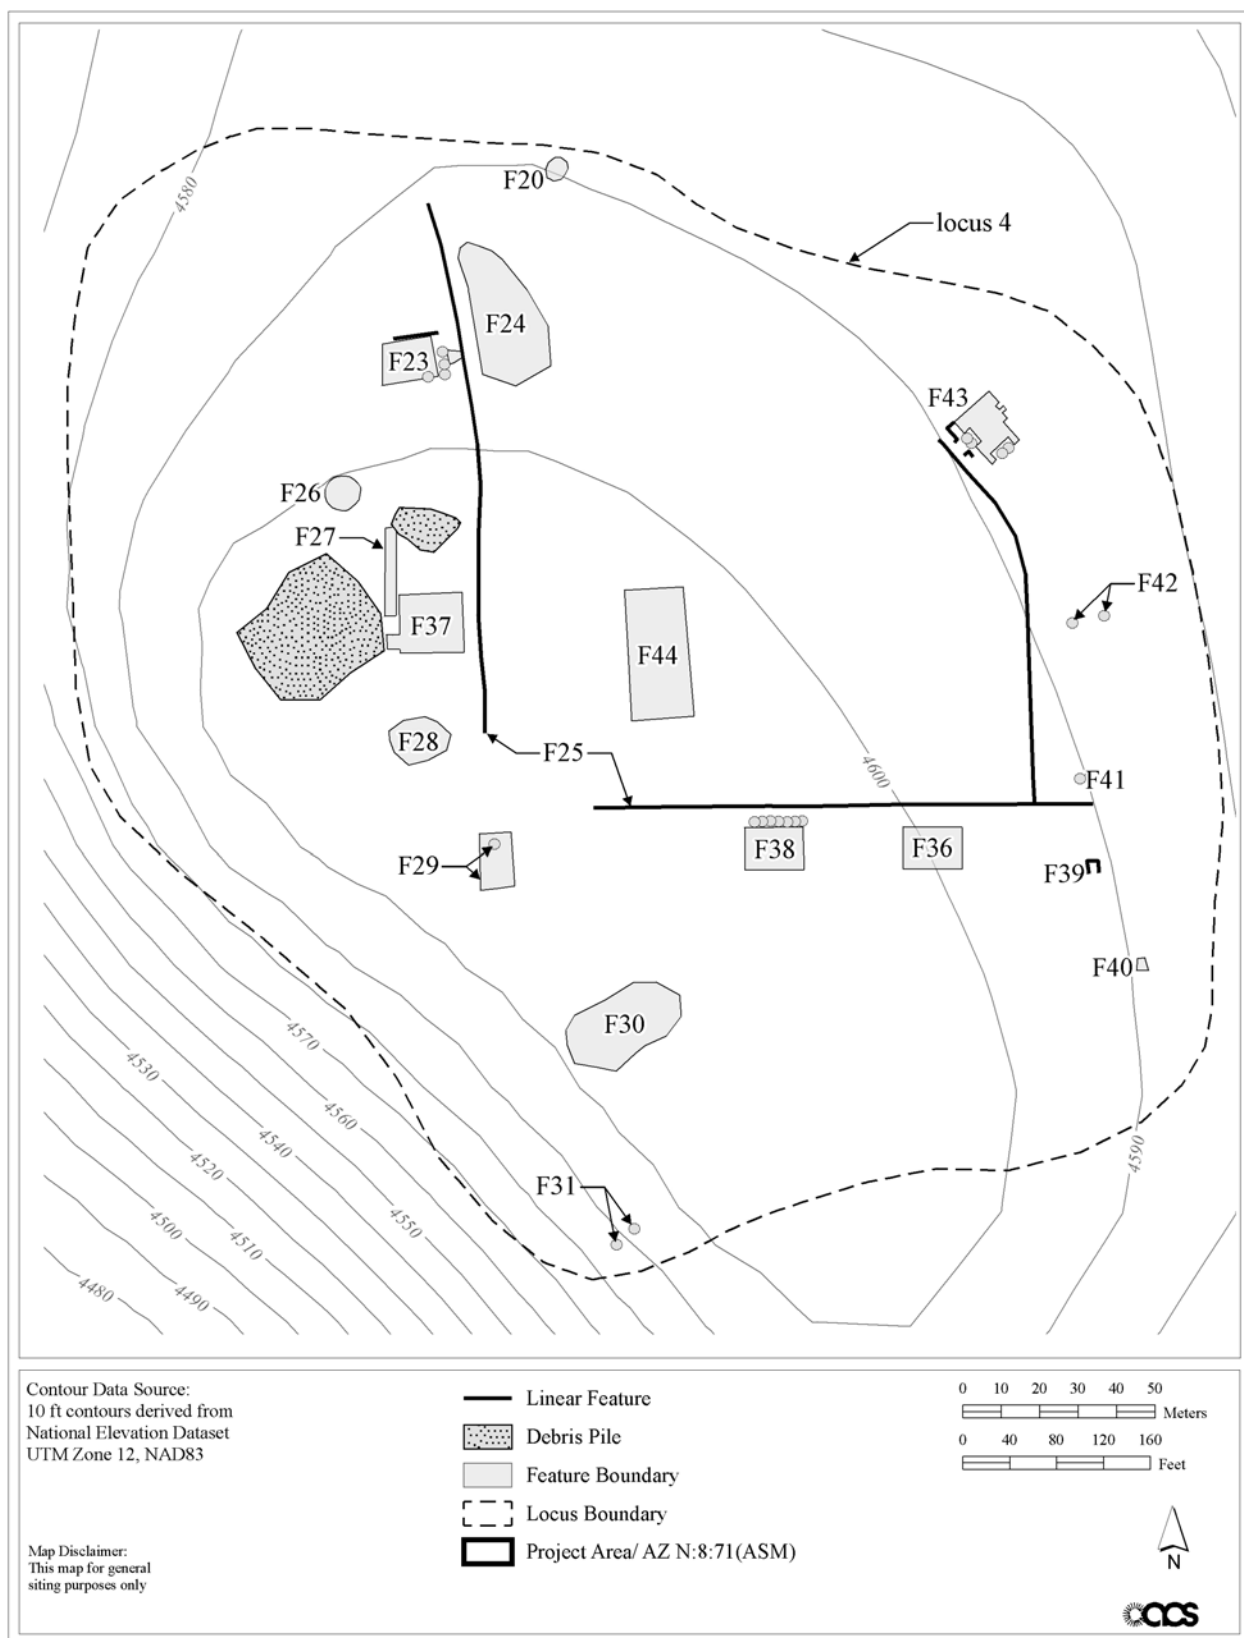 4580
F20
locus 4
F24
F23
F43
F26
F27
F42
F37
F44
F28
F25
4600
F41
F38
F36
F29
F39
F40
F30
4570
4530
4560
4540
4590
4520
F31
4550
4500
4510
4480
4490
Contour Data Source:
10 ft contours derived from
National Elevation Dataset
UTM Zone 12, NAD83
Map Disclaimer:
This map for general
siting purposes only
Linear Feature
Debris Pile
Feature Boundary
Locus Boundary
Project Area/ AZ N:8:71(ASM)
0 10 20 30 40 50
Meters
0 40 80 120 160
Feet
N
acs